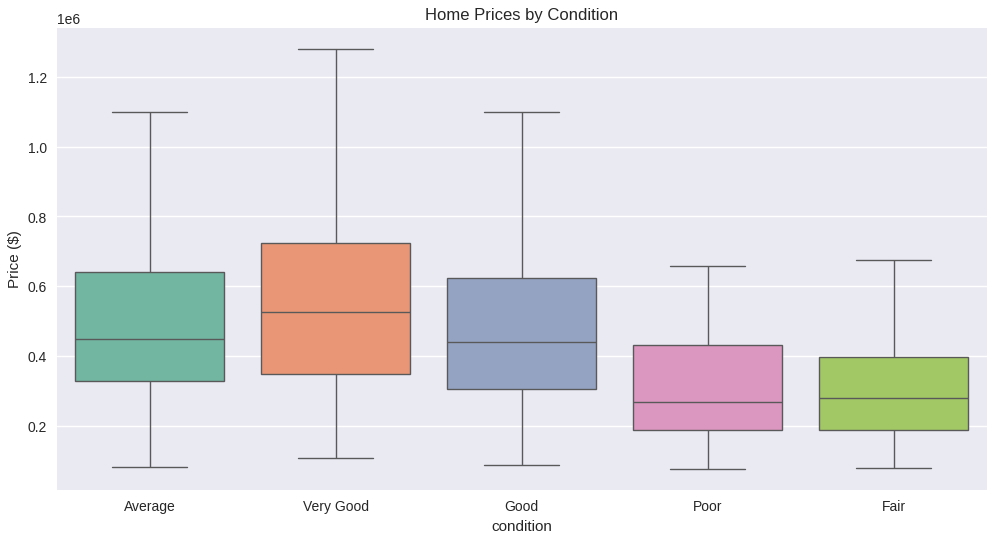 Home Prices by Condition
1e6
1.2
1.0
0.8
0.6
0.4
0.2
Price ($)
Average Very Good Good Poor Fair
condition